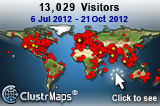 13,029 Visitors
6 Jul 2012 - 21 Oct 2012
ClustrMaps®
Click to see